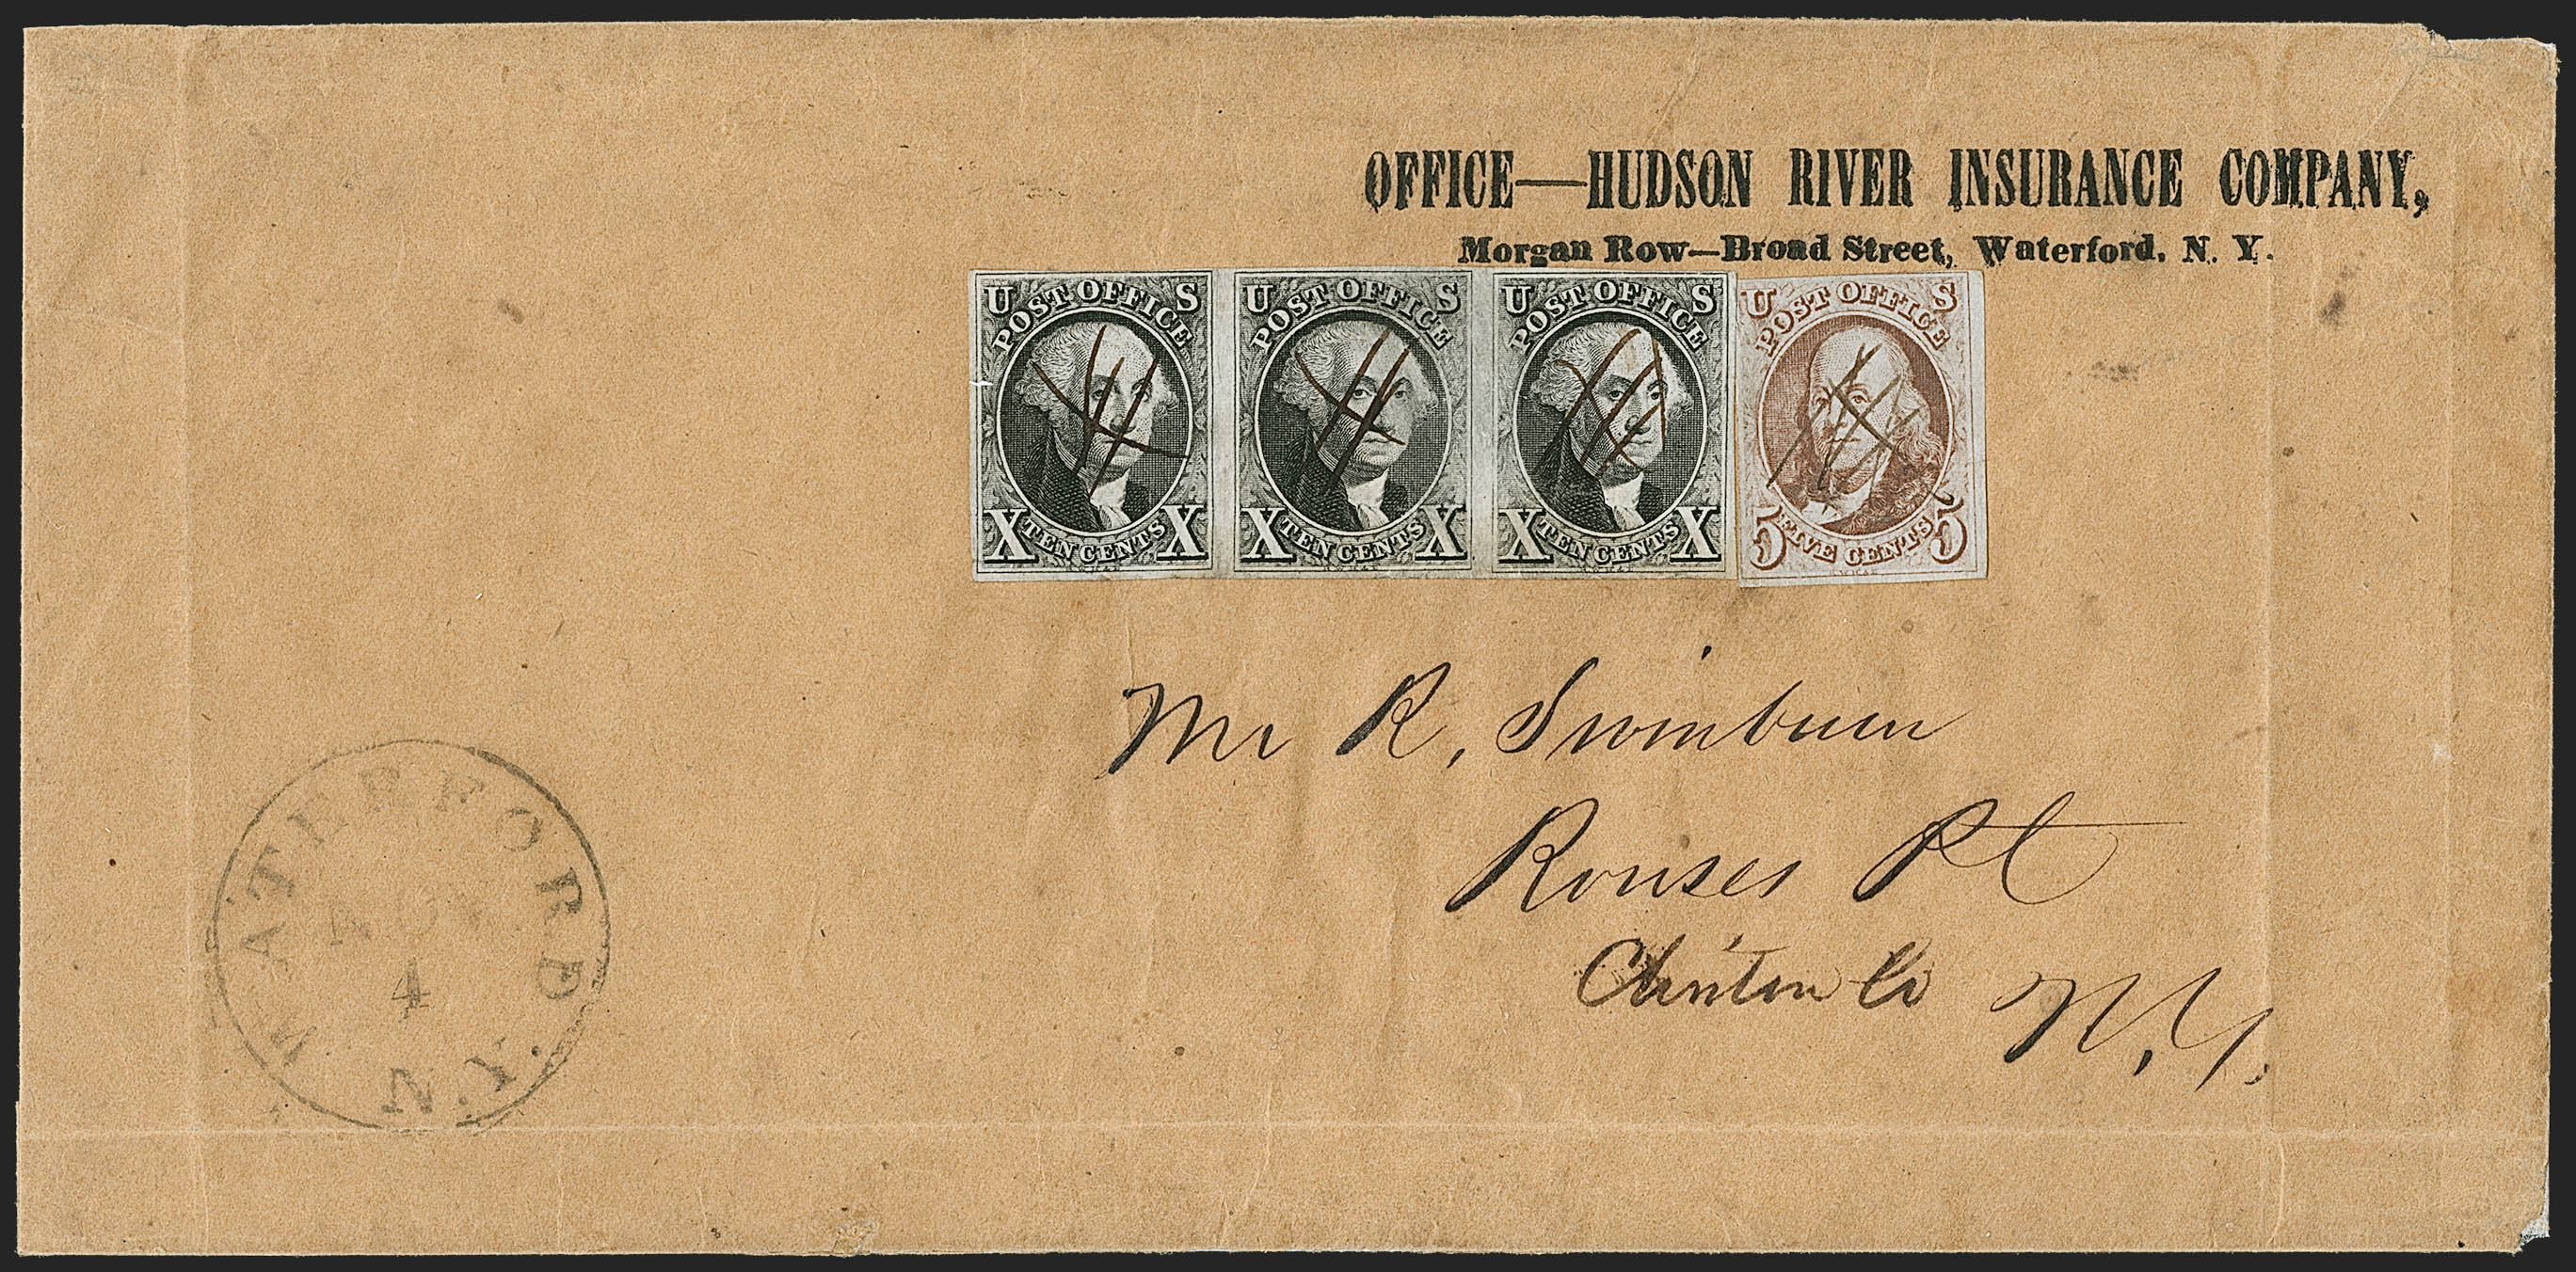 OFFICE—HUDSON RIVER INSURANCE COMPANY,
Morgan Row—Broad Street, Waterford, N. Y.
U S
POST OFFICE
X TEN CENTS X
U S
POST OFFICE
X TEN CENTS X
U S
POST OFFICE
X TEN CENTS X
U S
POST OFFICE
5 FIVE CENTS 5
Mr R, Swinburn
Rouses Pt
Clinton Co N.Y.
WATERFORD
NOV
4
N.Y.